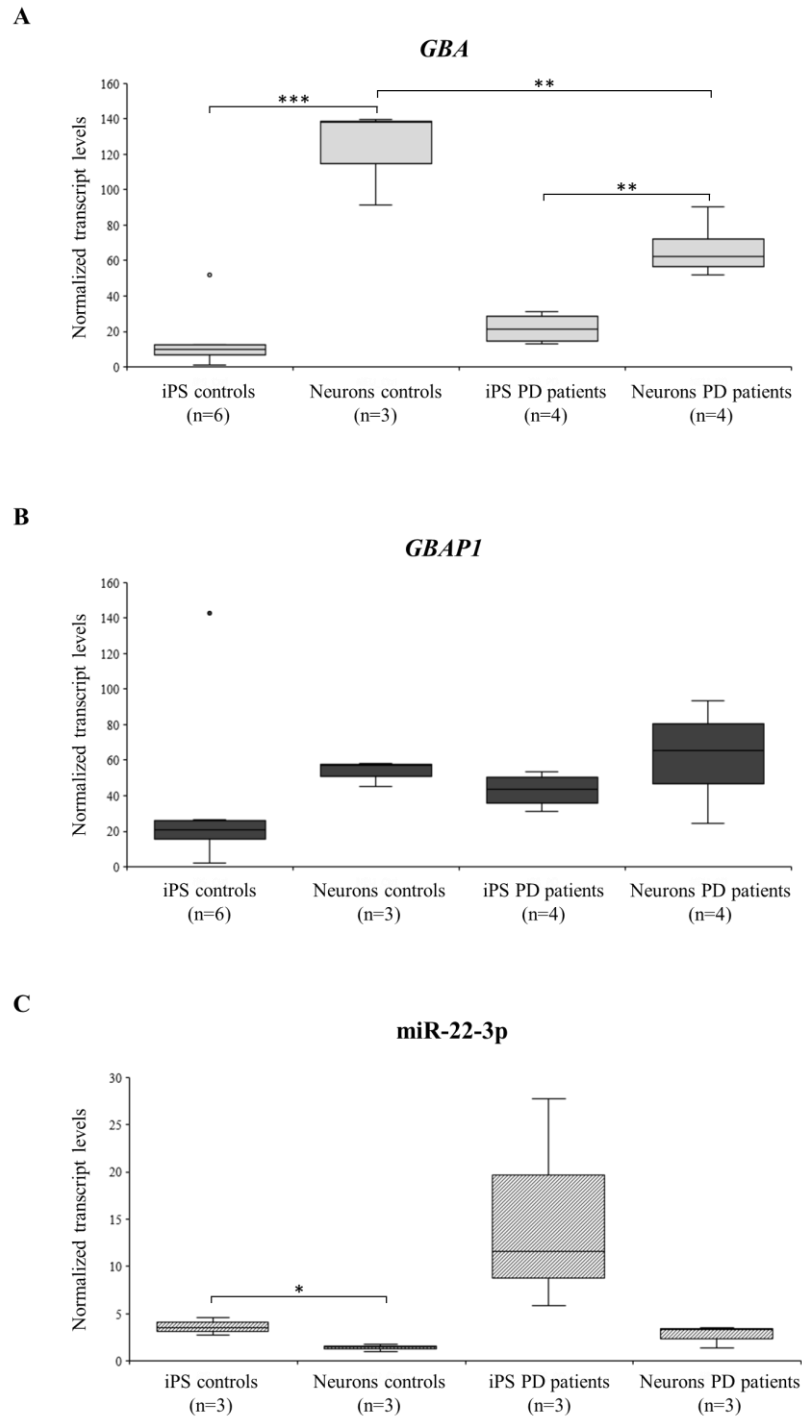 A
GBA
Normalized transcript levels
160
140
120
100
80
60
40
20
0
***
**
**
iPS controls
(n=6)
Neurons controls
(n=3)
iPS PD patients
(n=4)
Neurons PD patients
(n=4)
B
GBAP1
Normalized transcript levels
160
140
120
100
80
60
40
20
0
iPS controls
(n=6)
Neurons controls
(n=3)
iPS PD patients
(n=4)
Neurons PD patients
(n=4)
C
miR-22-3p
Normalized transcript levels
30
25
20
15
10
5
0
*
iPS controls
(n=3)
Neurons controls
(n=3)
iPS PD patients
(n=3)
Neurons PD patients
(n=3)